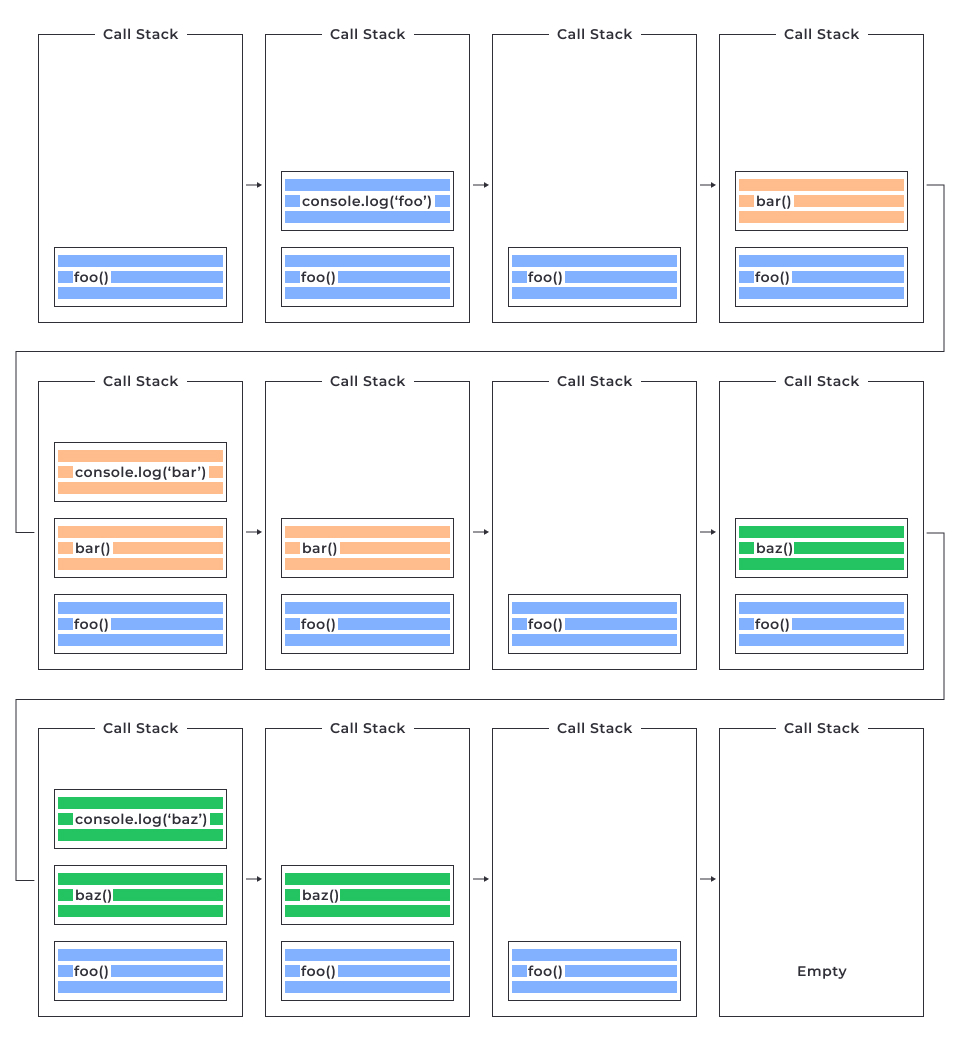 Call Stack
foo()
Call Stack
console.log(‘foo’)
foo()
Call Stack
foo()
Call Stack
bar()
foo()
Call Stack
console.log(‘bar’)
bar()
foo()
Call Stack
bar()
foo()
Call Stack
foo()
Call Stack
baz()
foo()
Call Stack
console.log(‘baz’)
baz()
foo()
Call Stack
baz()
foo()
Call Stack
foo()
Call Stack
Empty